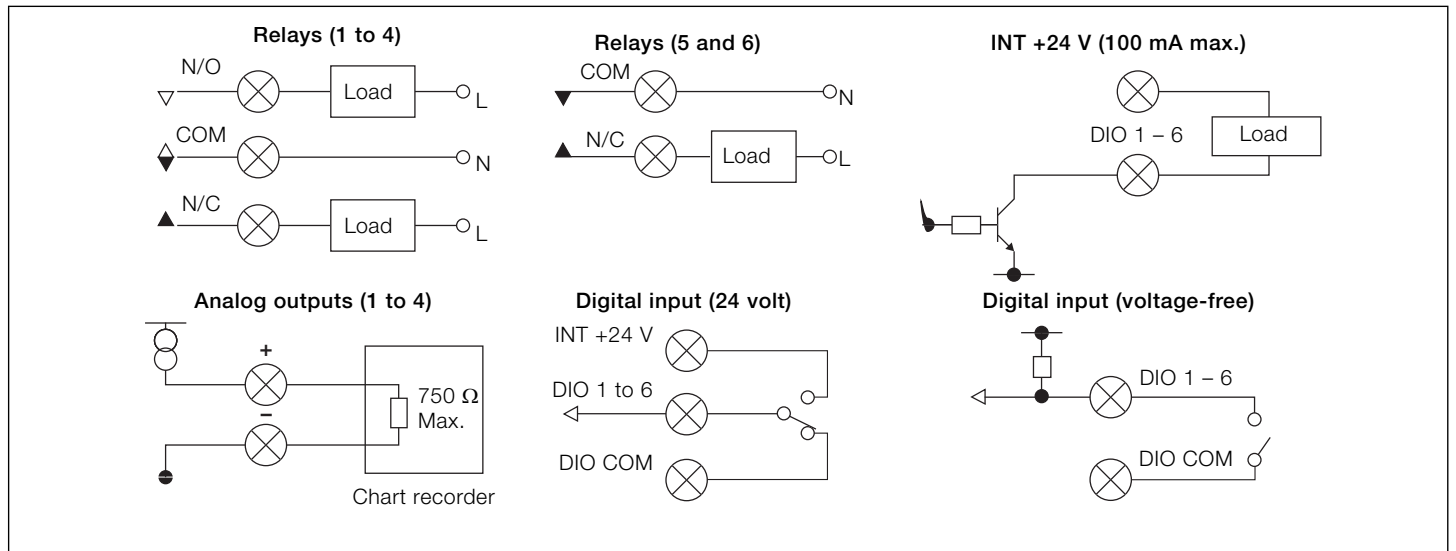 Relays (1 to 4)
N/O
Load
L
COM
N
N/C
Load
L
Relays (5 and 6)
COM
N
N/C
Load
L
INT +24 V (100 mA max.)
DIO 1 – 6
Load
Analog outputs (1 to 4)
+
–
750 Ω
Max.
Chart recorder
Digital input (24 volt)
INT +24 V
DIO 1 to 6
DIO COM
Digital input (voltage-free)
DIO 1 – 6
DIO COM